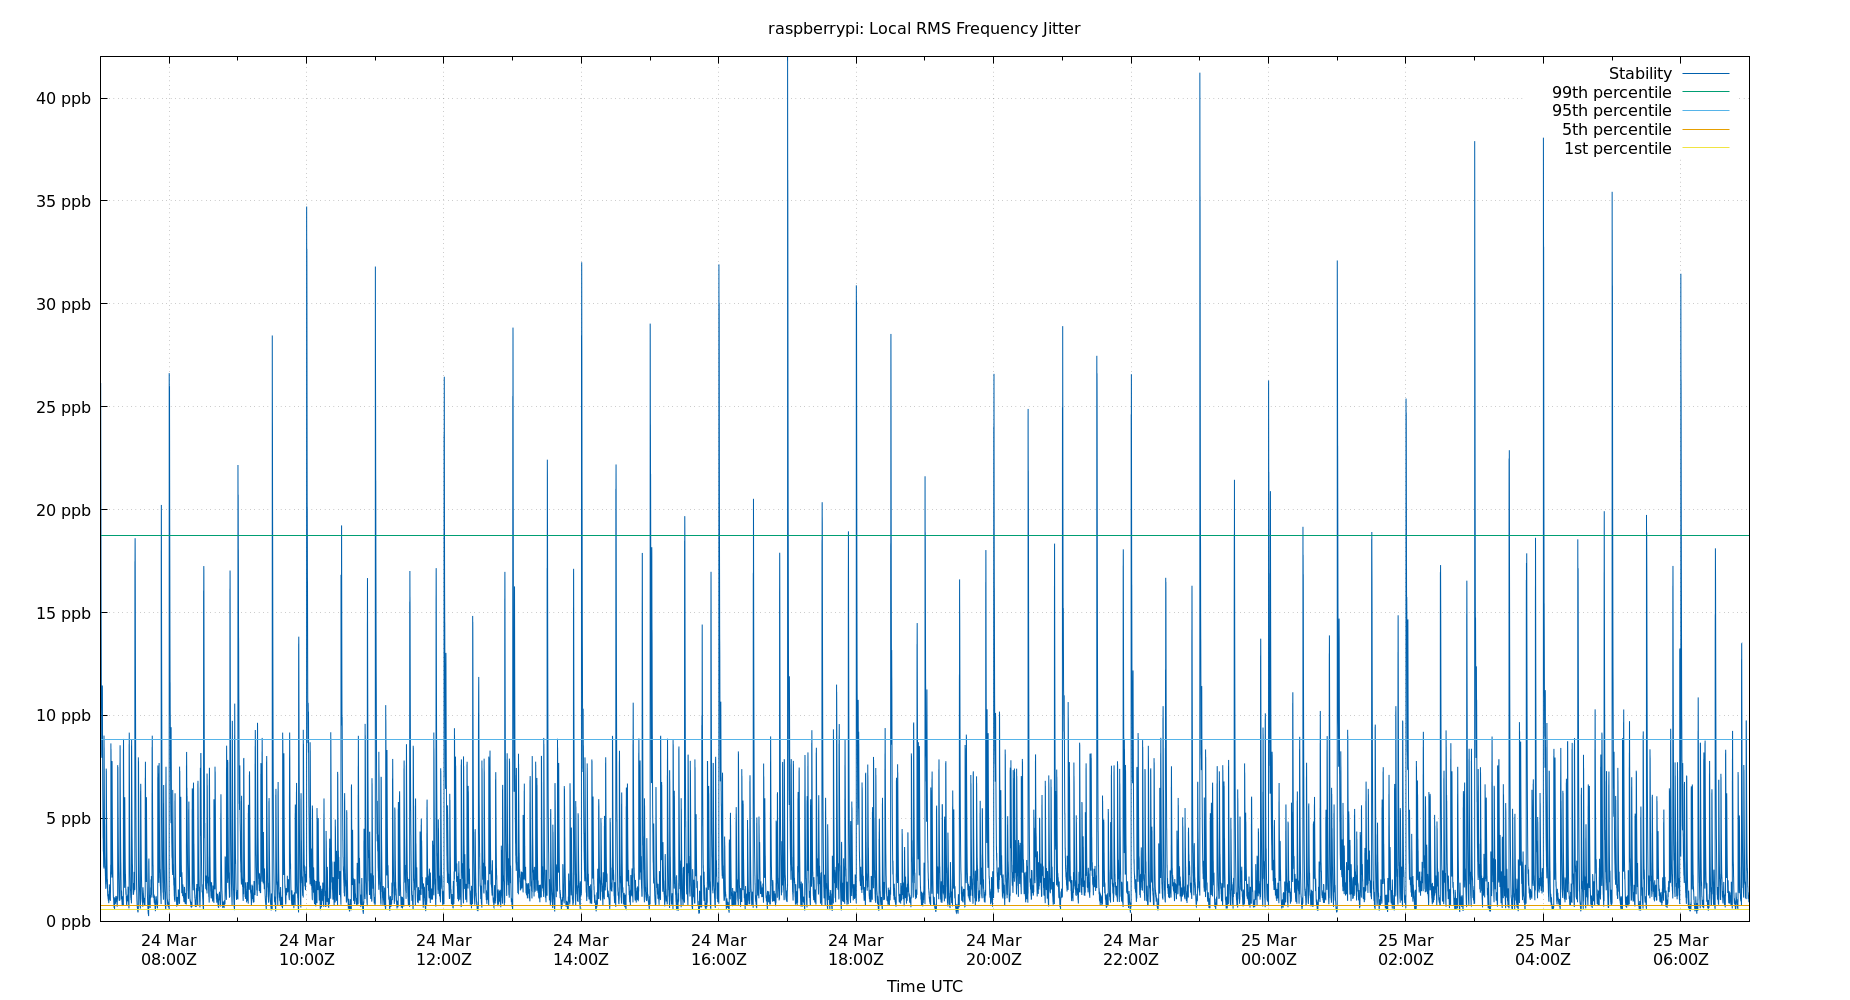 raspberrypi: Local RMS Frequency Jitter
Stability
99th percentile
95th percentile
5th percentile
1st percentile
40 ppb
35 ppb
30 ppb
25 ppb
20 ppb
15 ppb
10 ppb
5 ppb
0 ppb
24 Mar 24 Mar 24 Mar 24 Mar 24 Mar 24 Mar 24 Mar 24 Mar 25 Mar 25 Mar 25 Mar 25 Mar
08:00Z 10:00Z 12:00Z 14:00Z 16:00Z 18:00Z 20:00Z 22:00Z 00:00Z 02:00Z 04:00Z 06:00Z
Time UTC